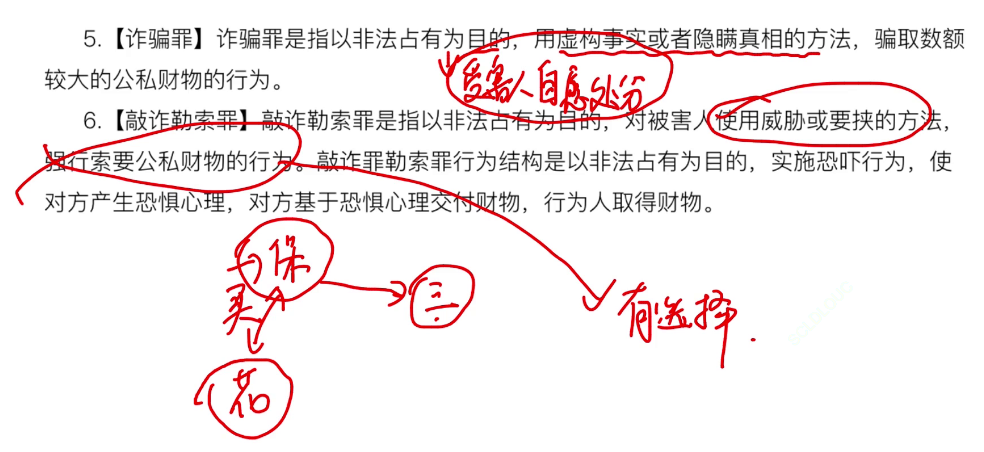 5.【诈骗罪】诈骗罪是指以非法占有为目的，用虚构事实或者隐瞒真相的方法，骗取数额
较大的公私财物的行为。
受害人自愿处分
6.【敲诈勒索罪】敲诈勒索罪是指以非法占有为目的，对被害人使用威胁或要挟的方法，
强行索要公私财物的行为。敲诈罪勒索罪行为结构是以非法占有为目的，实施恐吓行为，使
对方产生恐惧心理，对方基于恐惧心理交付财物，行为人取得财物。
保
买
三
有选择.